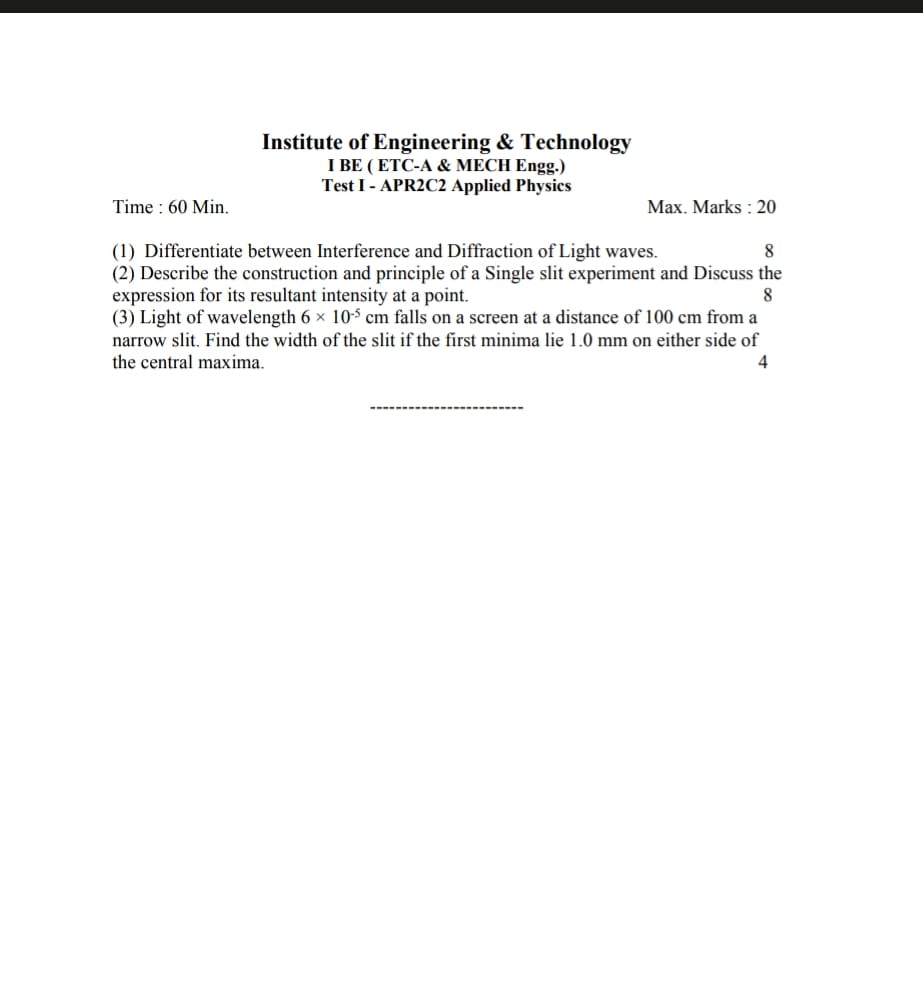 Institute of Engineering & Technology
I BE ( ETC-A & MECH Engg.)
Test I - APR2C2 Applied Physics
Time : 60 Min. Max. Marks : 20
(1) Differentiate between Interference and Diffraction of Light waves. 8
(2) Describe the construction and principle of a Single slit experiment and Discuss the
expression for its resultant intensity at a point. 8
(3) Light of wavelength 6 × 10⁻⁵ cm falls on a screen at a distance of 100 cm from a
narrow slit. Find the width of the slit if the first minima lie 1.0 mm on either side of
the central maxima. 4
-------------------------